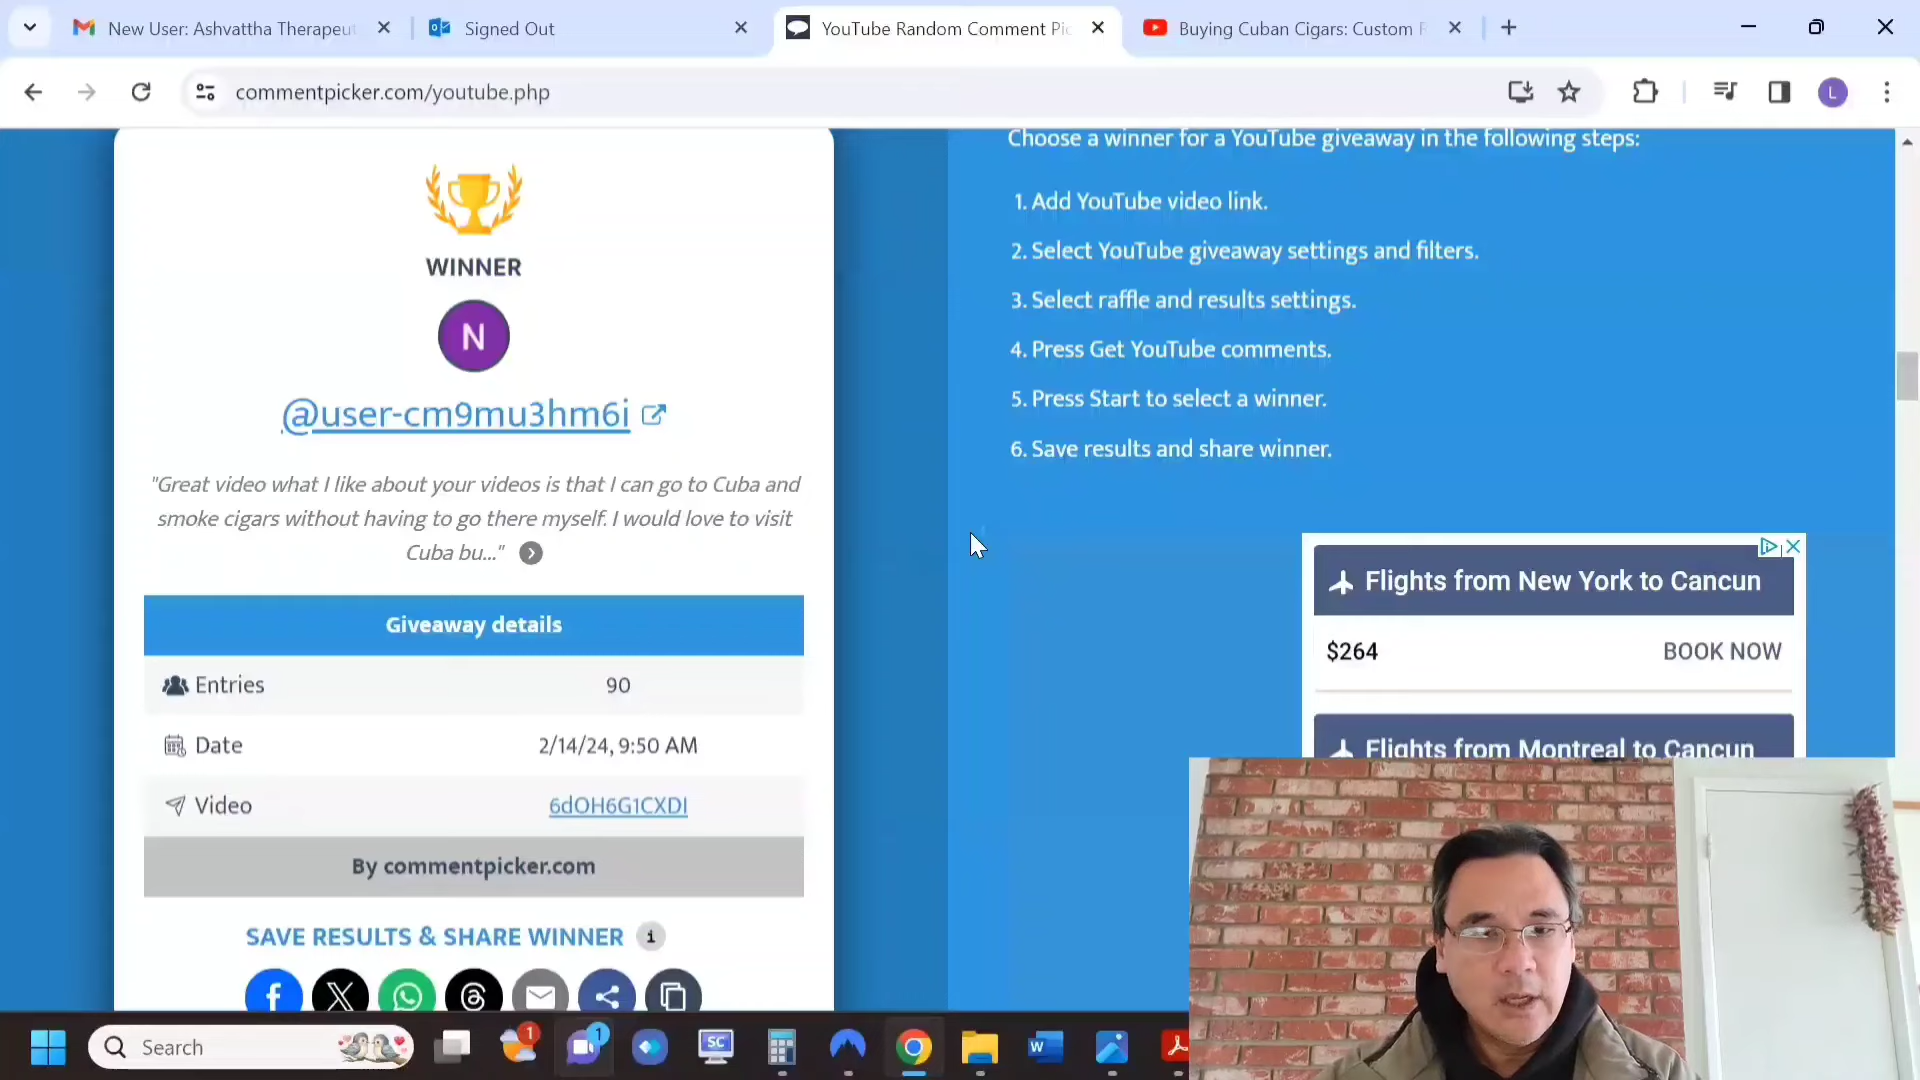 New User: Ashvattha Therapeut
Signed Out
YouTube Random Comment Pic
Buying Cuban Cigars: Custom R
commentpicker.com/youtube.php
L
WINNER
N
@user-cm9mu3hm6i
"Great video what I like about your videos is that I can go to Cuba and
smoke cigars without having to go there myself. I would love to visit
Cuba bu..."
Giveaway details
Entries 90
Date 2/14/24, 9:50 AM
Video 6dOH6G1CXDI
By commentpicker.com
SAVE RESULTS & SHARE WINNER
Choose a winner for a YouTube giveaway in the following steps:
1. Add YouTube video link.
2. Select YouTube giveaway settings and filters.
3. Select raffle and results settings.
4. Press Get YouTube comments.
5. Press Start to select a winner.
6. Save results and share winner.
Flights from New York to Cancun
$264 BOOK NOW
Flights from Montreal to Cancun
Search
1
1
SC
W